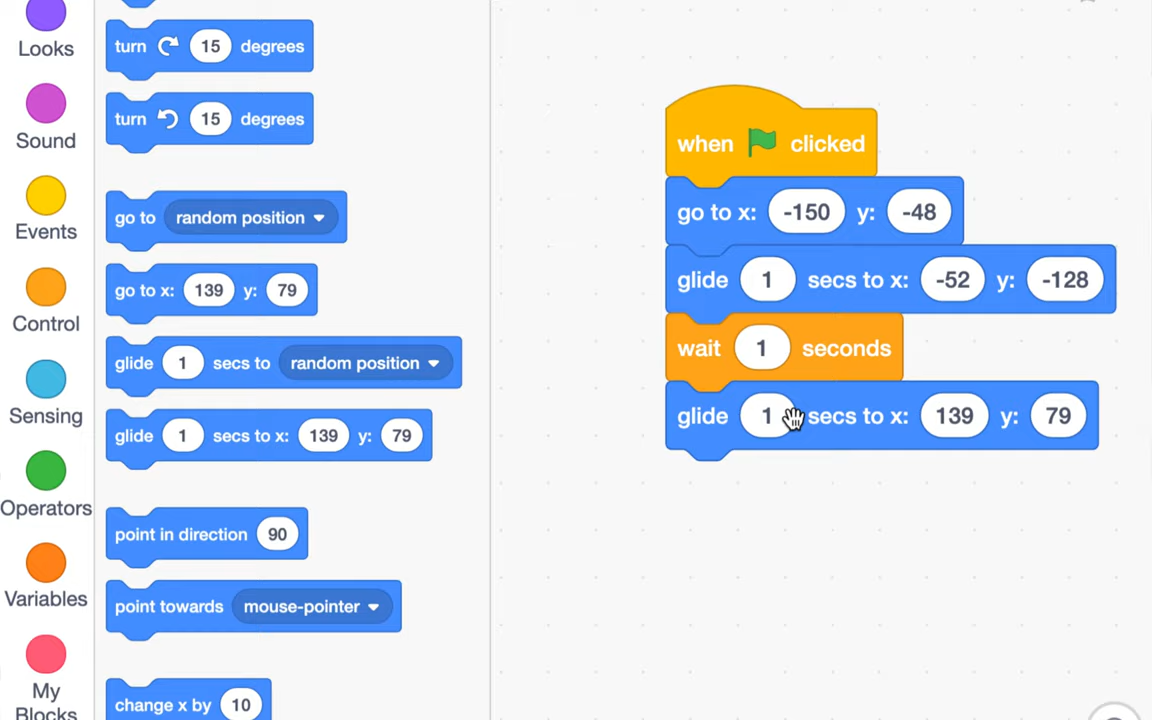 Looks
Sound
Events
Control
Sensing
Operators
Variables
My
Blocks
turn 15 degrees
turn 15 degrees
go to random position
go to x: 139 y: 79
glide 1 secs to random position
glide 1 secs to x: 139 y: 79
point in direction 90
point towards mouse-pointer
change x by 10
when clicked
go to x: -150 y: -48
glide 1 secs to x: -52 y: -128
wait 1 seconds
glide 1 secs to x: 139 y: 79